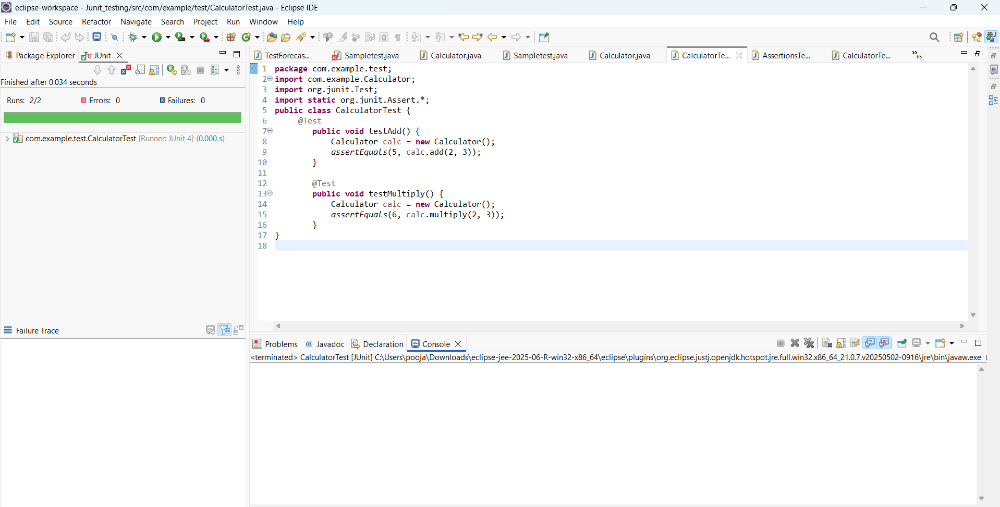 eclipse-workspace - Junit_testing/src/com/example/test/CalculatorTest.java - Eclipse IDE
File Edit Source Refactor Navigate Search Project Run Window Help
Package Explorer JUnit
Finished after 0.034 seconds
Runs: 2/2 Errors: 0 Failures: 0
com.example.test.CalculatorTest [Runner: JUnit 4] (0.000 s)
Failure Trace
TestForecas... Sampletest.java Calculator.java Sampletest.java Calculator.java CalculatorTe... AssertionsTe... CalculatorTe... »65
1 package com.example.test;
2 import com.example.Calculator;
3 import org.junit.Test;
4 import static org.junit.Assert.*;
5 public class CalculatorTest {
6 @Test
7 public void testAdd() {
8 Calculator calc = new Calculator();
9 assertEquals(5, calc.add(2, 3));
10 }
11
12 @Test
13 public void testMultiply() {
14 Calculator calc = new Calculator();
15 assertEquals(6, calc.multiply(2, 3));
16 }
17 }
18
Problems @ Javadoc Declaration Console
<terminated> CalculatorTest [JUnit] C:\Users\pooja\Downloads\eclipse-jee-2025-06-R-win32-x86_64\eclipse\plugins\org.eclipse.justj.openjdk.hotspot.jre.full.win32.x86_64_21.0.7.v20250502-0916\jre\bin\javaw.exe (